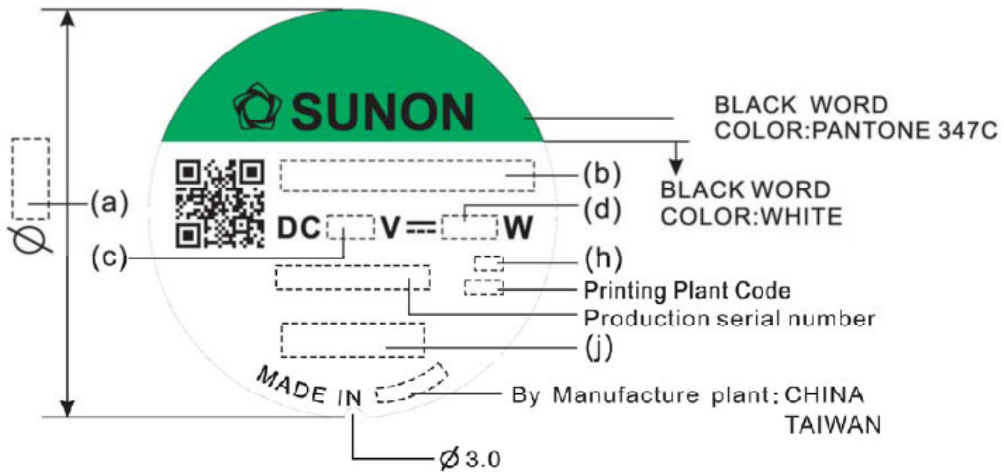 SUNON
BLACK WORD
COLOR:PANTONE 347C
(b)
BLACK WORD
COLOR:WHITE
(a)
Ø
(d)
DC V⎓ W
(c)
(h)
Printing Plant Code
Production serial number
(j)
MADE IN
By Manufacture plant: CHINA
TAIWAN
Ø 3.0